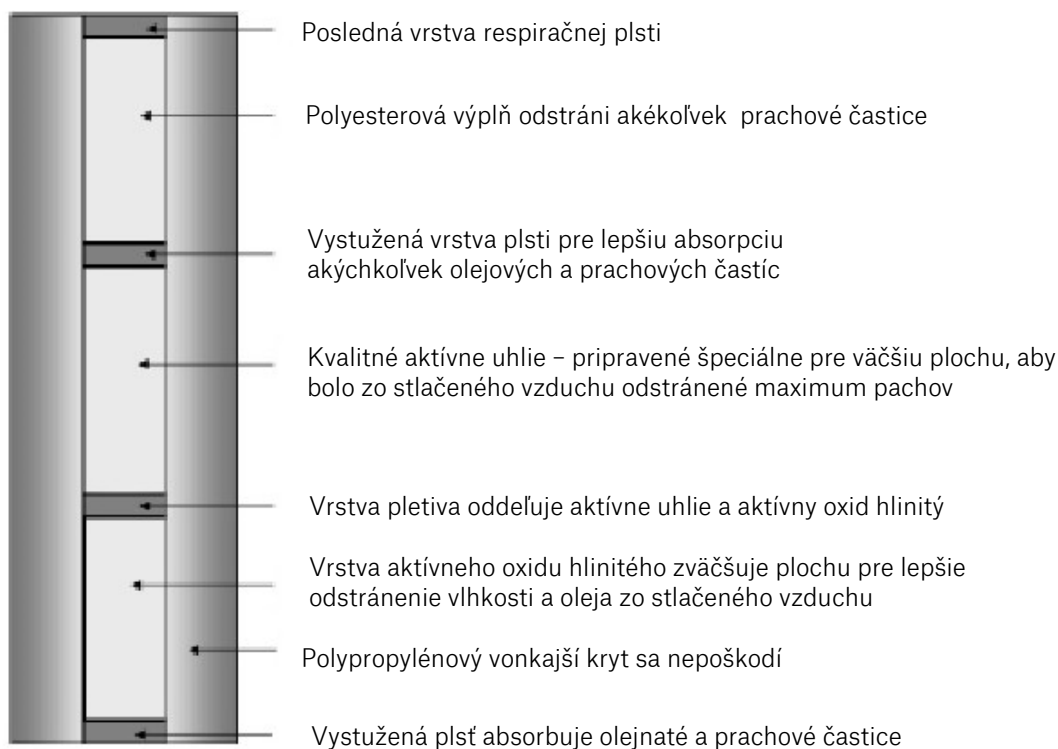 Posledná vrstva respiračnej plsti
Polyesterová výplň odstráni akékoľvek prachové častice
Vystužená vrstva plsti pre lepšiu absorpciu
akýchkoľvek olejových a prachových častíc
Kvalitné aktívne uhlie – pripravené špeciálne pre väčšiu plochu, aby
bolo zo stlačeného vzduchu odstránené maximum pachov
Vrstva pletiva oddeľuje aktívne uhlie a aktívny oxid hlinitý
Vrstva aktívneho oxidu hlinitého zväčšuje plochu pre lepšie
odstránenie vlhkosti a oleja zo stlačeného vzduchu
Polypropylénový vonkajší kryt sa nepoškodí
Vystužená plsť absorbuje olejnaté a prachové častice